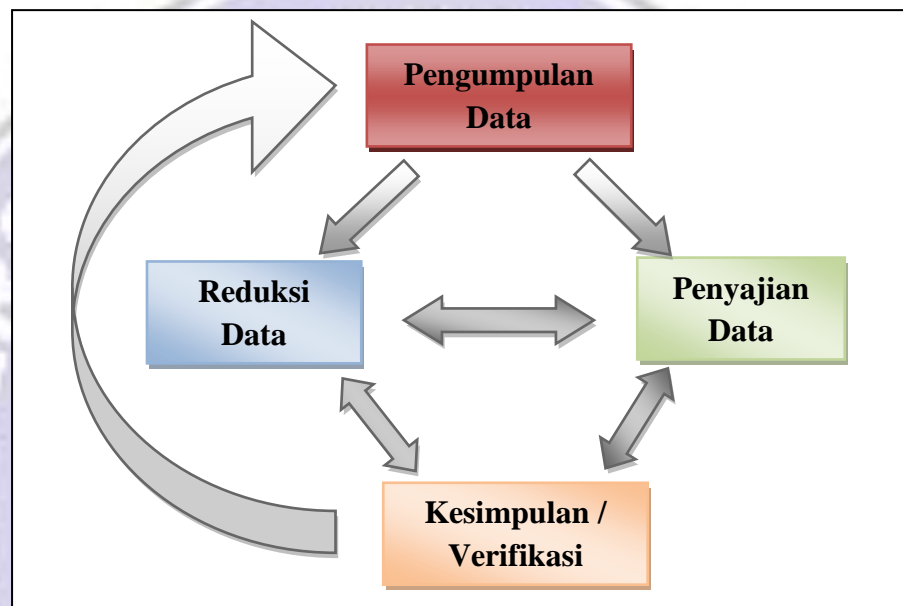 Pengumpulan
Data
Reduksi
Data
Penyajian
Data
Kesimpulan /
Verifikasi